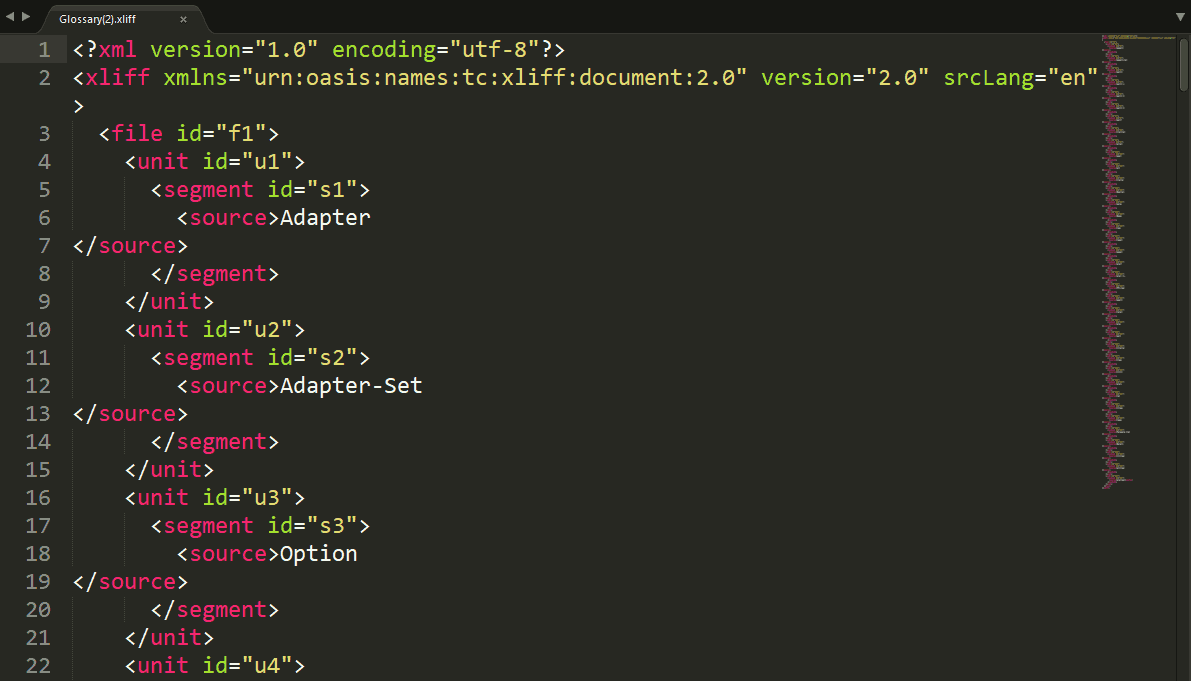 Glossary(2).xliff ×
1 <?xml version="1.0" encoding="utf-8"?>
2 <xliff xmlns="urn:oasis:names:tc:xliff:document:2.0" version="2.0" srcLang="en"
>
3 <file id="f1">
4 <unit id="u1">
5 <segment id="s1">
6 <source>Adapter
7 </source>
8 </segment>
9 </unit>
10 <unit id="u2">
11 <segment id="s2">
12 <source>Adapter-Set
13 </source>
14 </segment>
15 </unit>
16 <unit id="u3">
17 <segment id="s3">
18 <source>Option
19 </source>
20 </segment>
21 </unit>
22 <unit id="u4">